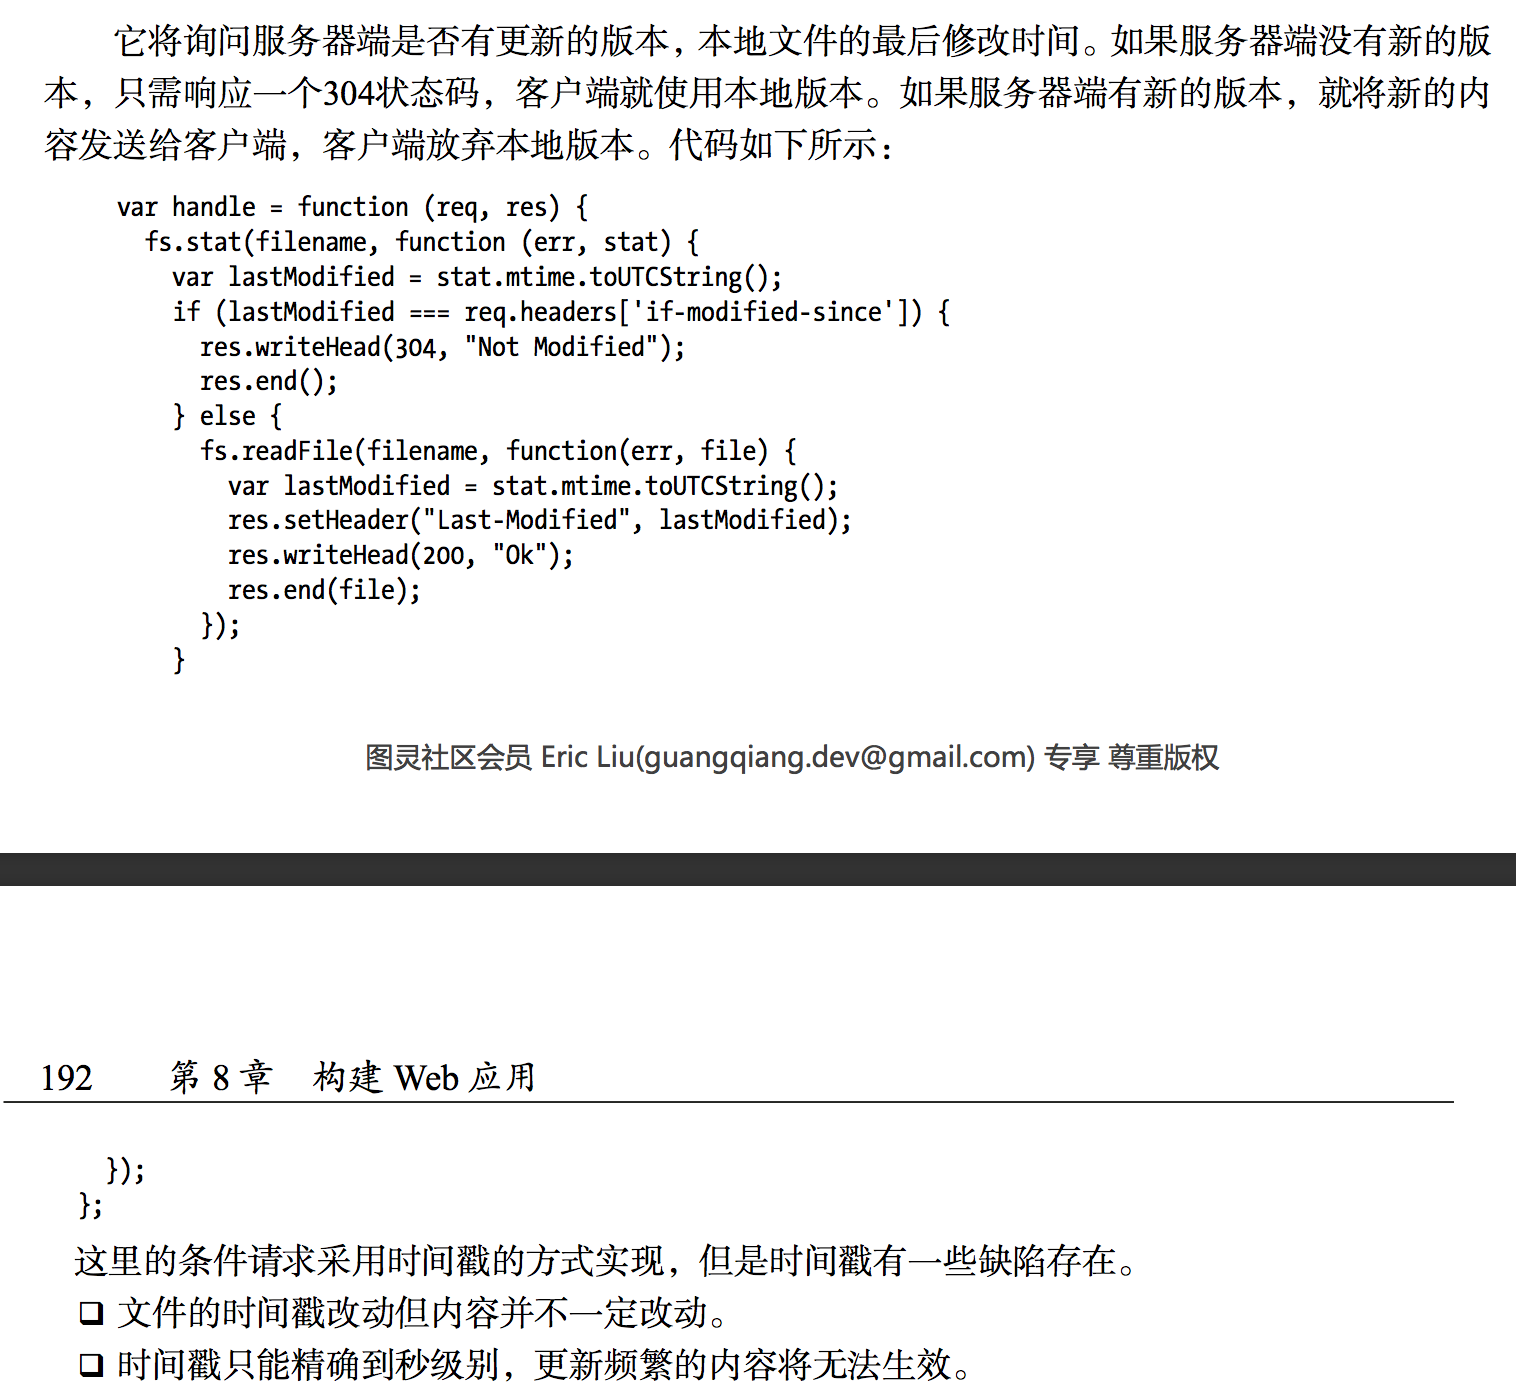 它将询问服务器端是否有更新的版本，本地文件的最后修改时间。如果服务器端没有新的版
本，只需响应一个304状态码，客户端就使用本地版本。如果服务器端有新的版本，就将新的内
容发送给客户端，客户端放弃本地版本。代码如下所示：
var handle = function (req, res) {
  fs.stat(filename, function (err, stat) {
    var lastModified = stat.mtime.toUTCString();
    if (lastModified === req.headers['if-modified-since']) {
      res.writeHead(304, "Not Modified");
      res.end();
    } else {
      fs.readFile(filename, function(err, file) {
        var lastModified = stat.mtime.toUTCString();
        res.setHeader("Last-Modified", lastModified);
        res.writeHead(200, "Ok");
        res.end(file);
      });
    }
图灵社区会员 Eric Liu(guangqiang.dev@gmail.com) 专享 尊重版权
192 第 8 章 构建 Web 应用
  });
};
这里的条件请求采用时间戳的方式实现，但是时间戳有一些缺陷存在。
❑ 文件的时间戳改动但内容并不一定改动。
❑ 时间戳只能精确到秒级别，更新频繁的内容将无法生效。